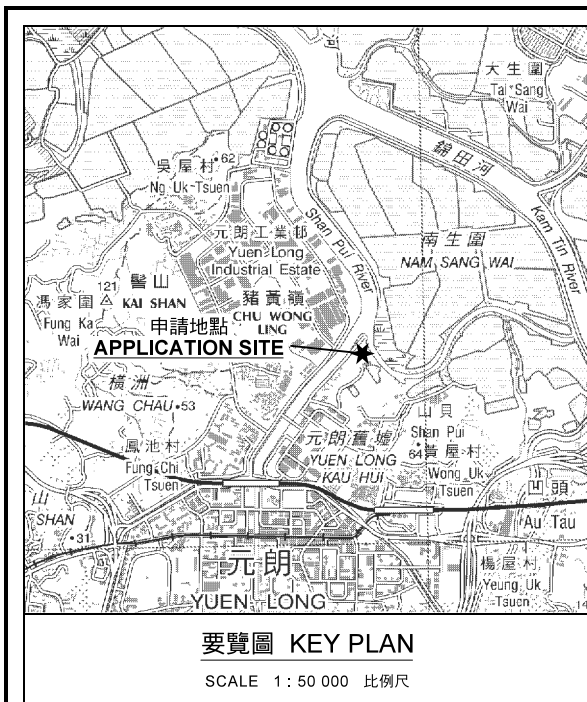 大生圍
Tai Sang
Wai
吳屋村 •62
Ng Uk Tsuen
錦田河
Kam Tin River
Shan Pui River
元朗工業邨
Yuen Long
Industrial Estate
南生圍
NAM SANG WAI
髻山
121 KAI SHAN
馮家圍
Fung Ka
Wai
豬黃嶺
CHU WONG
LING
申請地點
APPLICATION SITE
橫洲
WANG CHAU •53
元朗舊墟
YUEN LONG
KAU HUI
山貝
Shan Pui
64 黃屋村
Wong Uk
Tsuen
鳳池村
Fung Chi
Tsuen
凹頭
Au Tau
山
SHAN
•31
元朗
YUEN LONG
楊屋村
Yeung Uk
Tsuen
要覽圖 KEY PLAN
SCALE 1 : 50 000 比例尺